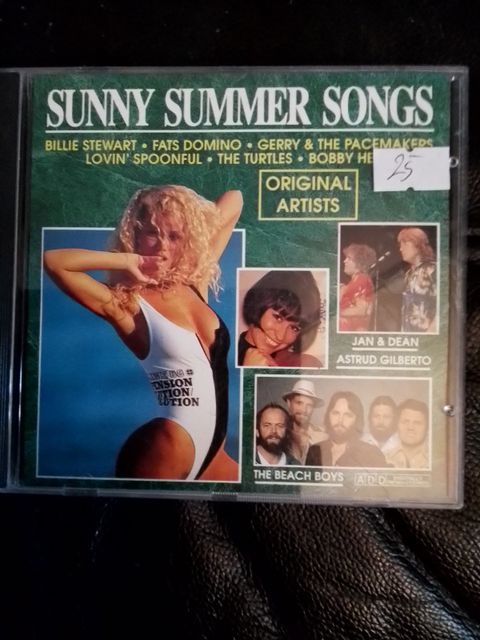 SUNNY SUMMER SONGS
BILLIE STEWART • FATS DOMINO • GERRY & THE PACEMAKERS
LOVIN' SPOONFUL • THE TURTLES • BOBBY HE
25
ORIGINAL
ARTISTS
JAN & DEAN
ASTRUD GILBERTO
THE BEACH BOYS
ADD